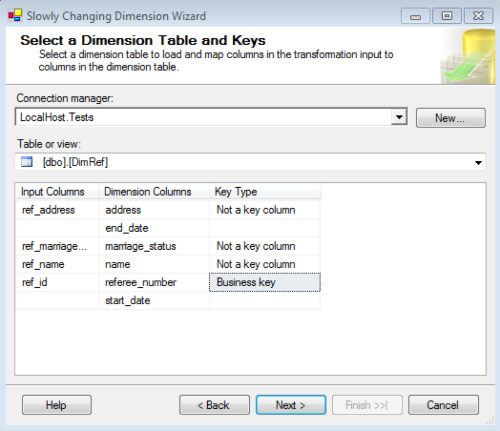 Slowly Changing Dimension Wizard
Select a Dimension Table and Keys
Select a dimension table to load and map columns in the transformation input to
columns in the dimension table.
Connection manager:
LocalHost.Tests
New...
Table or view:
[dbo].[DimRef]
Input Columns Dimension Columns Key Type
ref_address address Not a key column
end_date
ref_marriage... marriage_status Not a key column
ref_name name Not a key column
ref_id referee_number Business key
start_date
Help < Back Next > Finish >>| Cancel